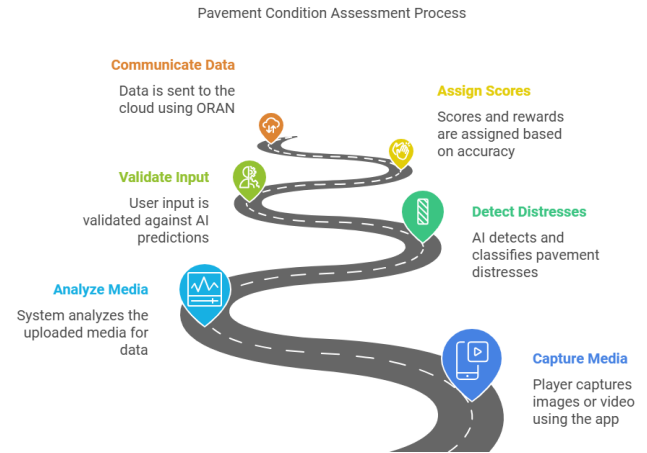 Pavement Condition Assessment Process
Communicate Data
Data is sent to the
cloud using ORAN
Assign Scores
Scores and rewards
are assigned based
on accuracy
Validate Input
User input is
validated against AI
predictions
Detect Distresses
AI detects and
classifies pavement
distresses
Analyze Media
System analyzes the
uploaded media for
data
Capture Media
Player captures
images or video
using the app